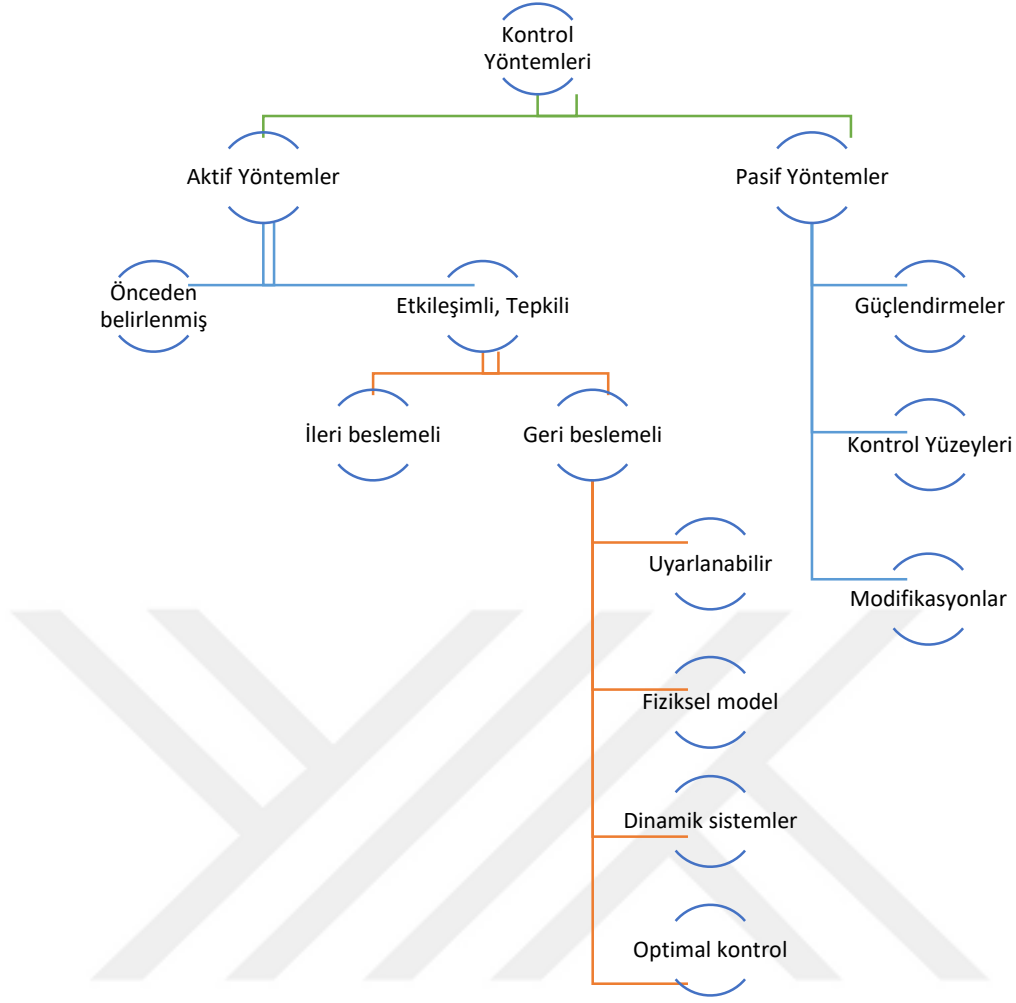 Kontrol
Yöntemleri
Aktif Yöntemler
Pasif Yöntemler
Önceden
belirlenmiş
Etkileşimli, Tepkili
Güçlendirmeler
İleri beslemeli
Geri beslemeli
Kontrol Yüzeyleri
Uyarlanabilir
Modifikasyonlar
Fiziksel model
Dinamik sistemler
Optimal kontrol